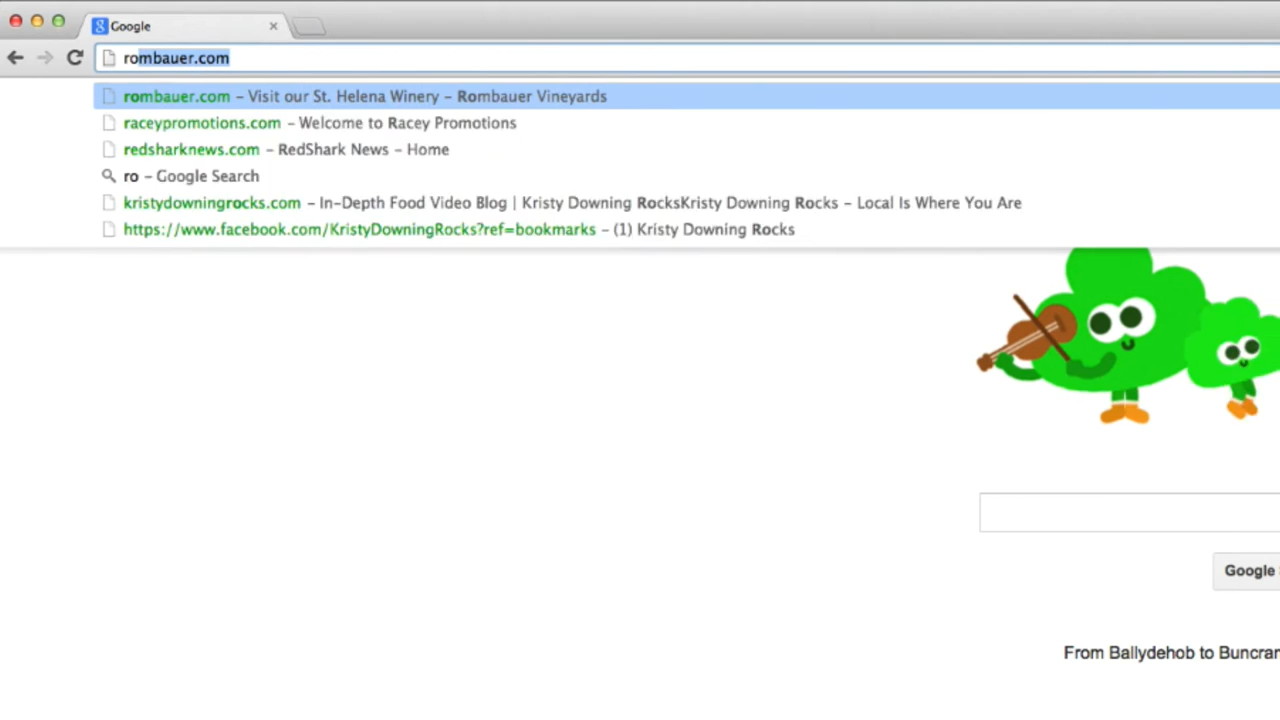 Google
rombauer.com
rombauer.com – Visit our St. Helena Winery – Rombauer Vineyards
raceypromotions.com – Welcome to Racey Promotions
redsharknews.com – RedShark News – Home
ro – Google Search
kristydowningrocks.com – In-Depth Food Video Blog | Kristy Downing RocksKristy Downing Rocks – Local Is Where You Are
https://www.facebook.com/KristyDowningRocks?ref=bookmarks – (1) Kristy Downing Rocks
Google
From Ballydehob to Buncran